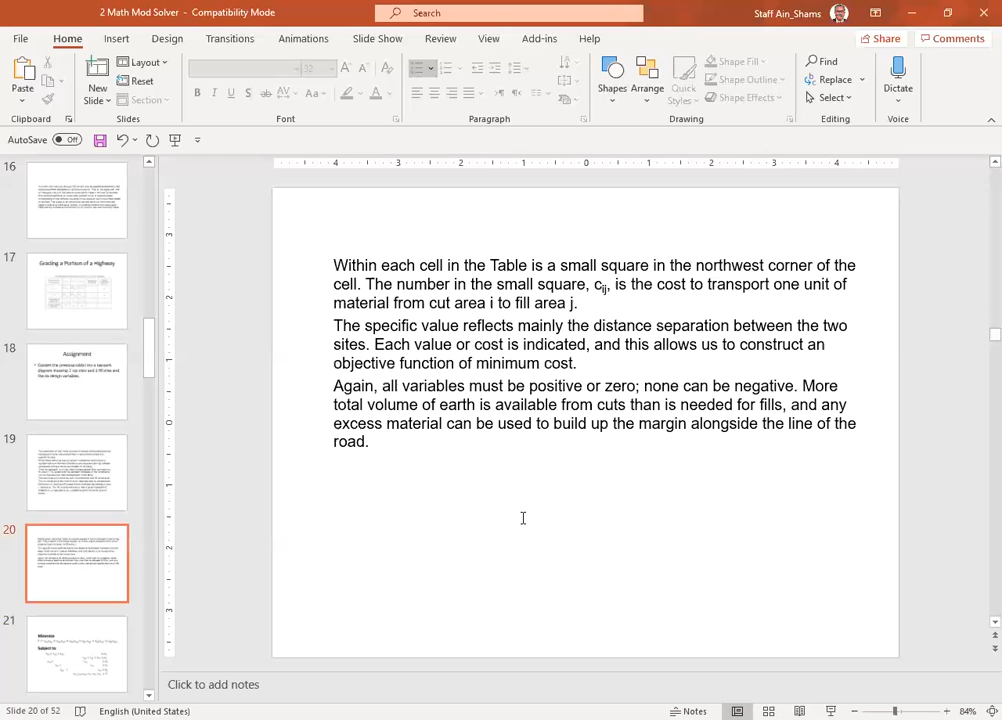 2 Math Mod Solver - Compatibility Mode
Search
Staff Ain_Shams
File Home Insert Design Transitions Animations Slide Show Review View Add-ins Help
Share Comments
Paste
Clipboard
New Slide
Layout
Reset
Section
Slides
32
Font
Paragraph
Shapes Arrange Quick Styles
Shape Fill
Shape Outline
Shape Effects
Drawing
Find
Replace
Select
Editing
Dictate
Voice
AutoSave Off
16
17
Grading a Portion of a Highway
18
Assignment
19
20
21
Subject to:
Within each cell in the Table is a small square in the northwest corner of the
cell. The number in the small square, cij, is the cost to transport one unit of
material from cut area i to fill area j.
The specific value reflects mainly the distance separation between the two
sites. Each value or cost is indicated, and this allows us to construct an
objective function of minimum cost.
Again, all variables must be positive or zero; none can be negative. More
total volume of earth is available from cuts than is needed for fills, and any
excess material can be used to build up the margin alongside the line of the
road.
Click to add notes
Slide 20 of 52 English (United States) Notes 84%